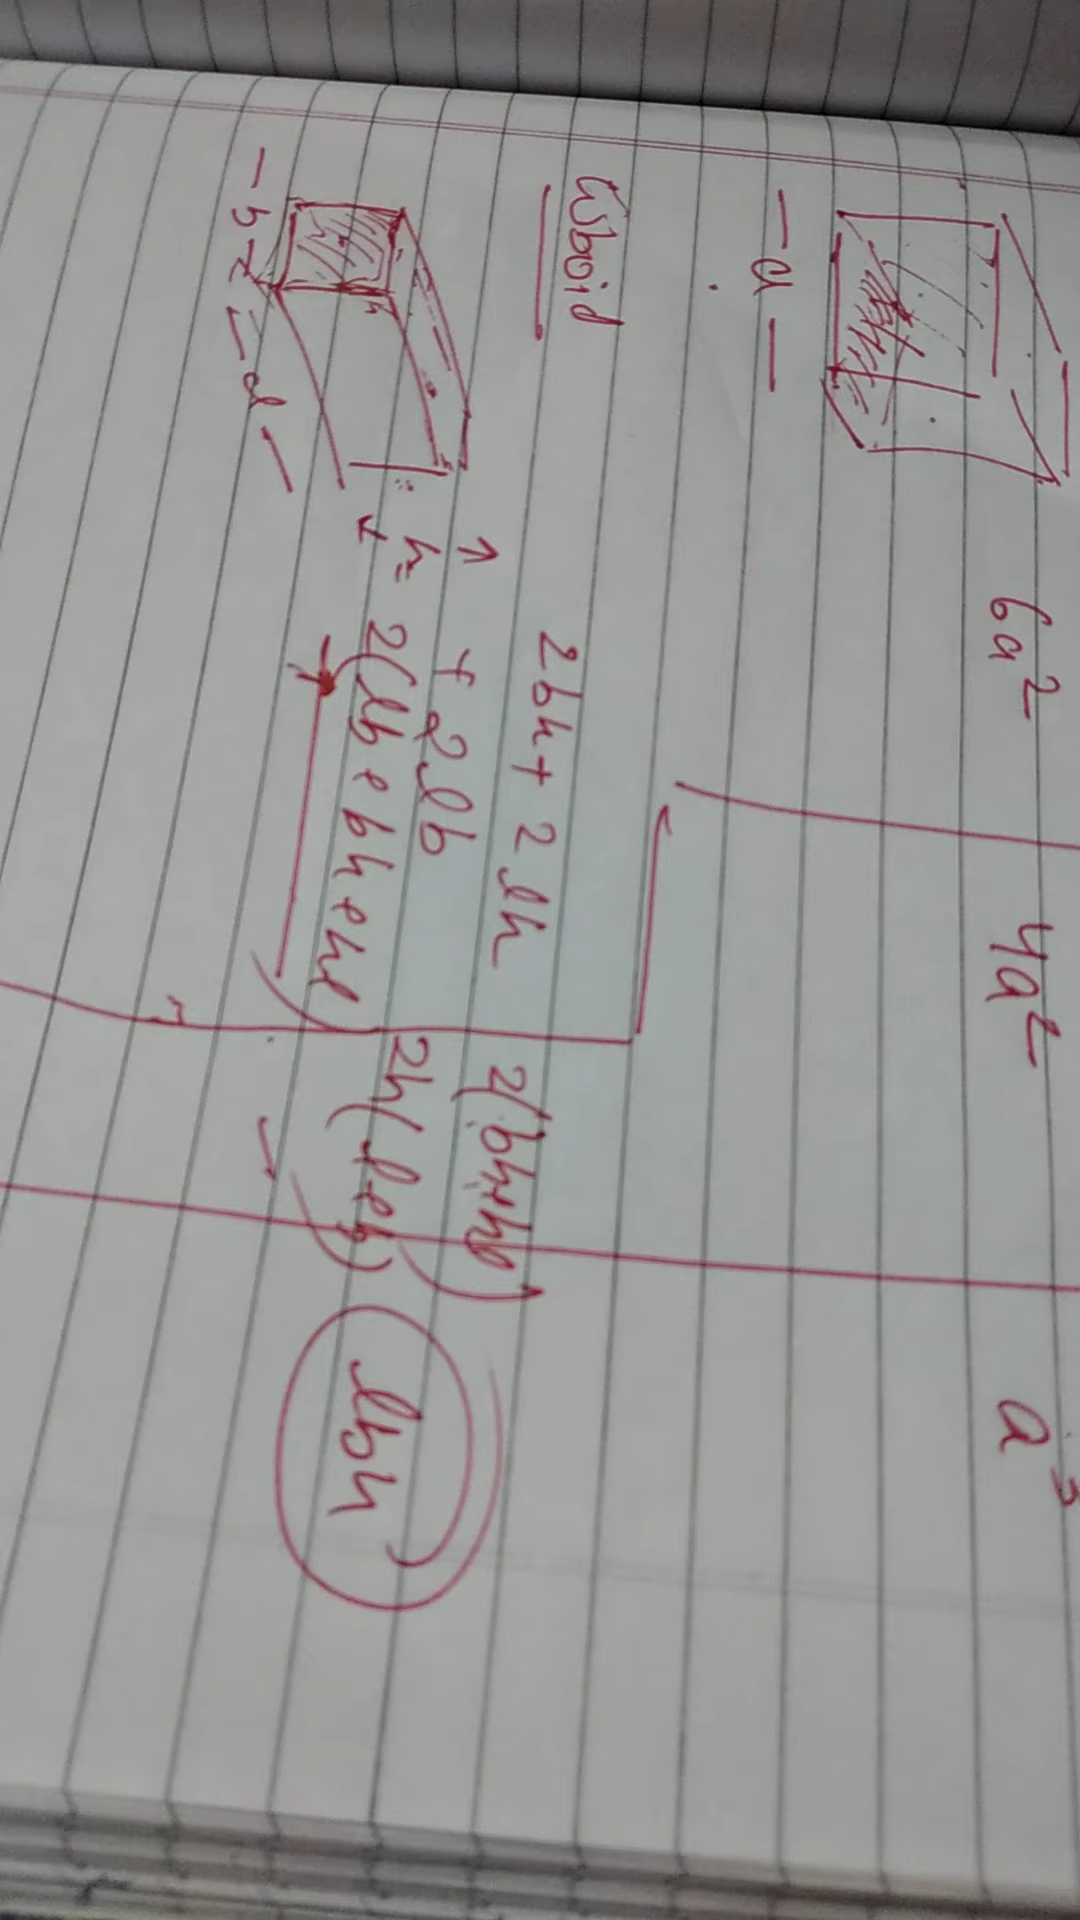 6a² 4a² a³
- a -
Cuboid
2bh + 2lh 2(bh+hl)
+ 2lb
h = 2(lb + bh + hl) 2h(l+b) lbh
- b -
- l -